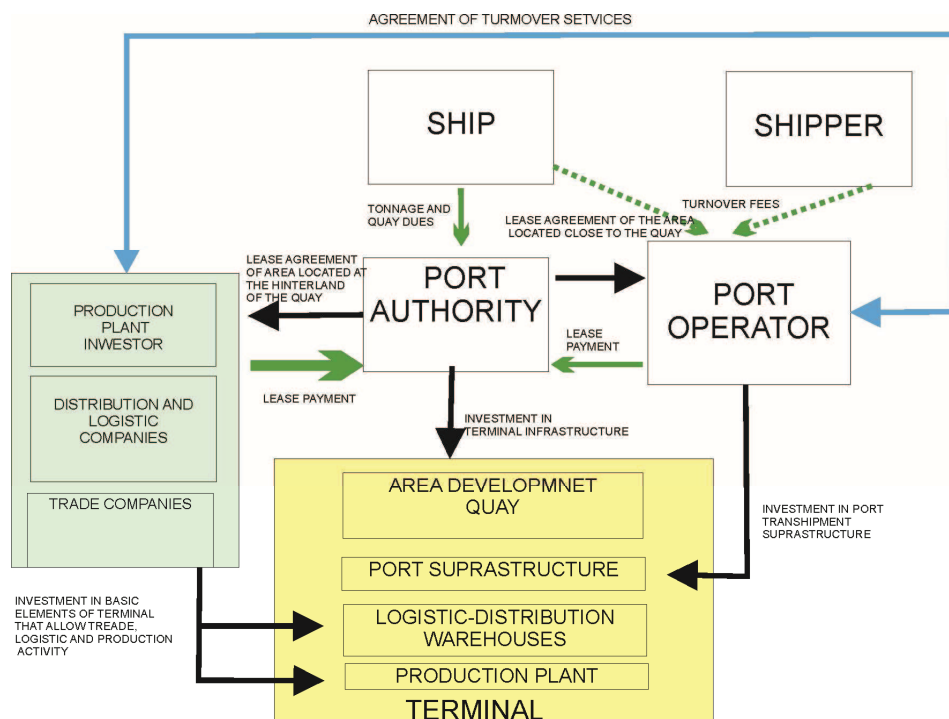 AGREEMENT OF TURMOVER SETVICES
SHIP
SHIPPER
TONNAGE AND
QUAY DUES
TURNOVER FEES
LEASE AGREEMENT OF THE AREA
LOCATED CLOSE TO THE QUAY
LEASE AGREEMENT
OF AREA LOCATED AT
THE HINTERLAND
OF THE QUAY
PORT
AUTHORITY
PORT
OPERATOR
PRODUCTION
PLANT
INWESTOR
LEASE
PAYMENT
LEASE PAYMENT
DISTRIBUTION AND
LOGISTIC
COMPANIES
INVESTMENT IN
TERMINAL INFRASTRUCTURE
TRADE COMPANIES
AREA DEVELOPMNET
QUAY
INVESTMENT IN PORT
TRANSHIPMENT
SUPRASTRUCTURE
PORT SUPRASTRUCTURE
INVESTMENT IN BASIC
ELEMENTS OF TERMINAL
THAT ALLOW TREADE,
LOGISTIC AND PRODUCTION
ACTIVITY
LOGISTIC-DISTRIBUTION
WAREHOUSES
PRODUCTION PLANT
TERMINAL